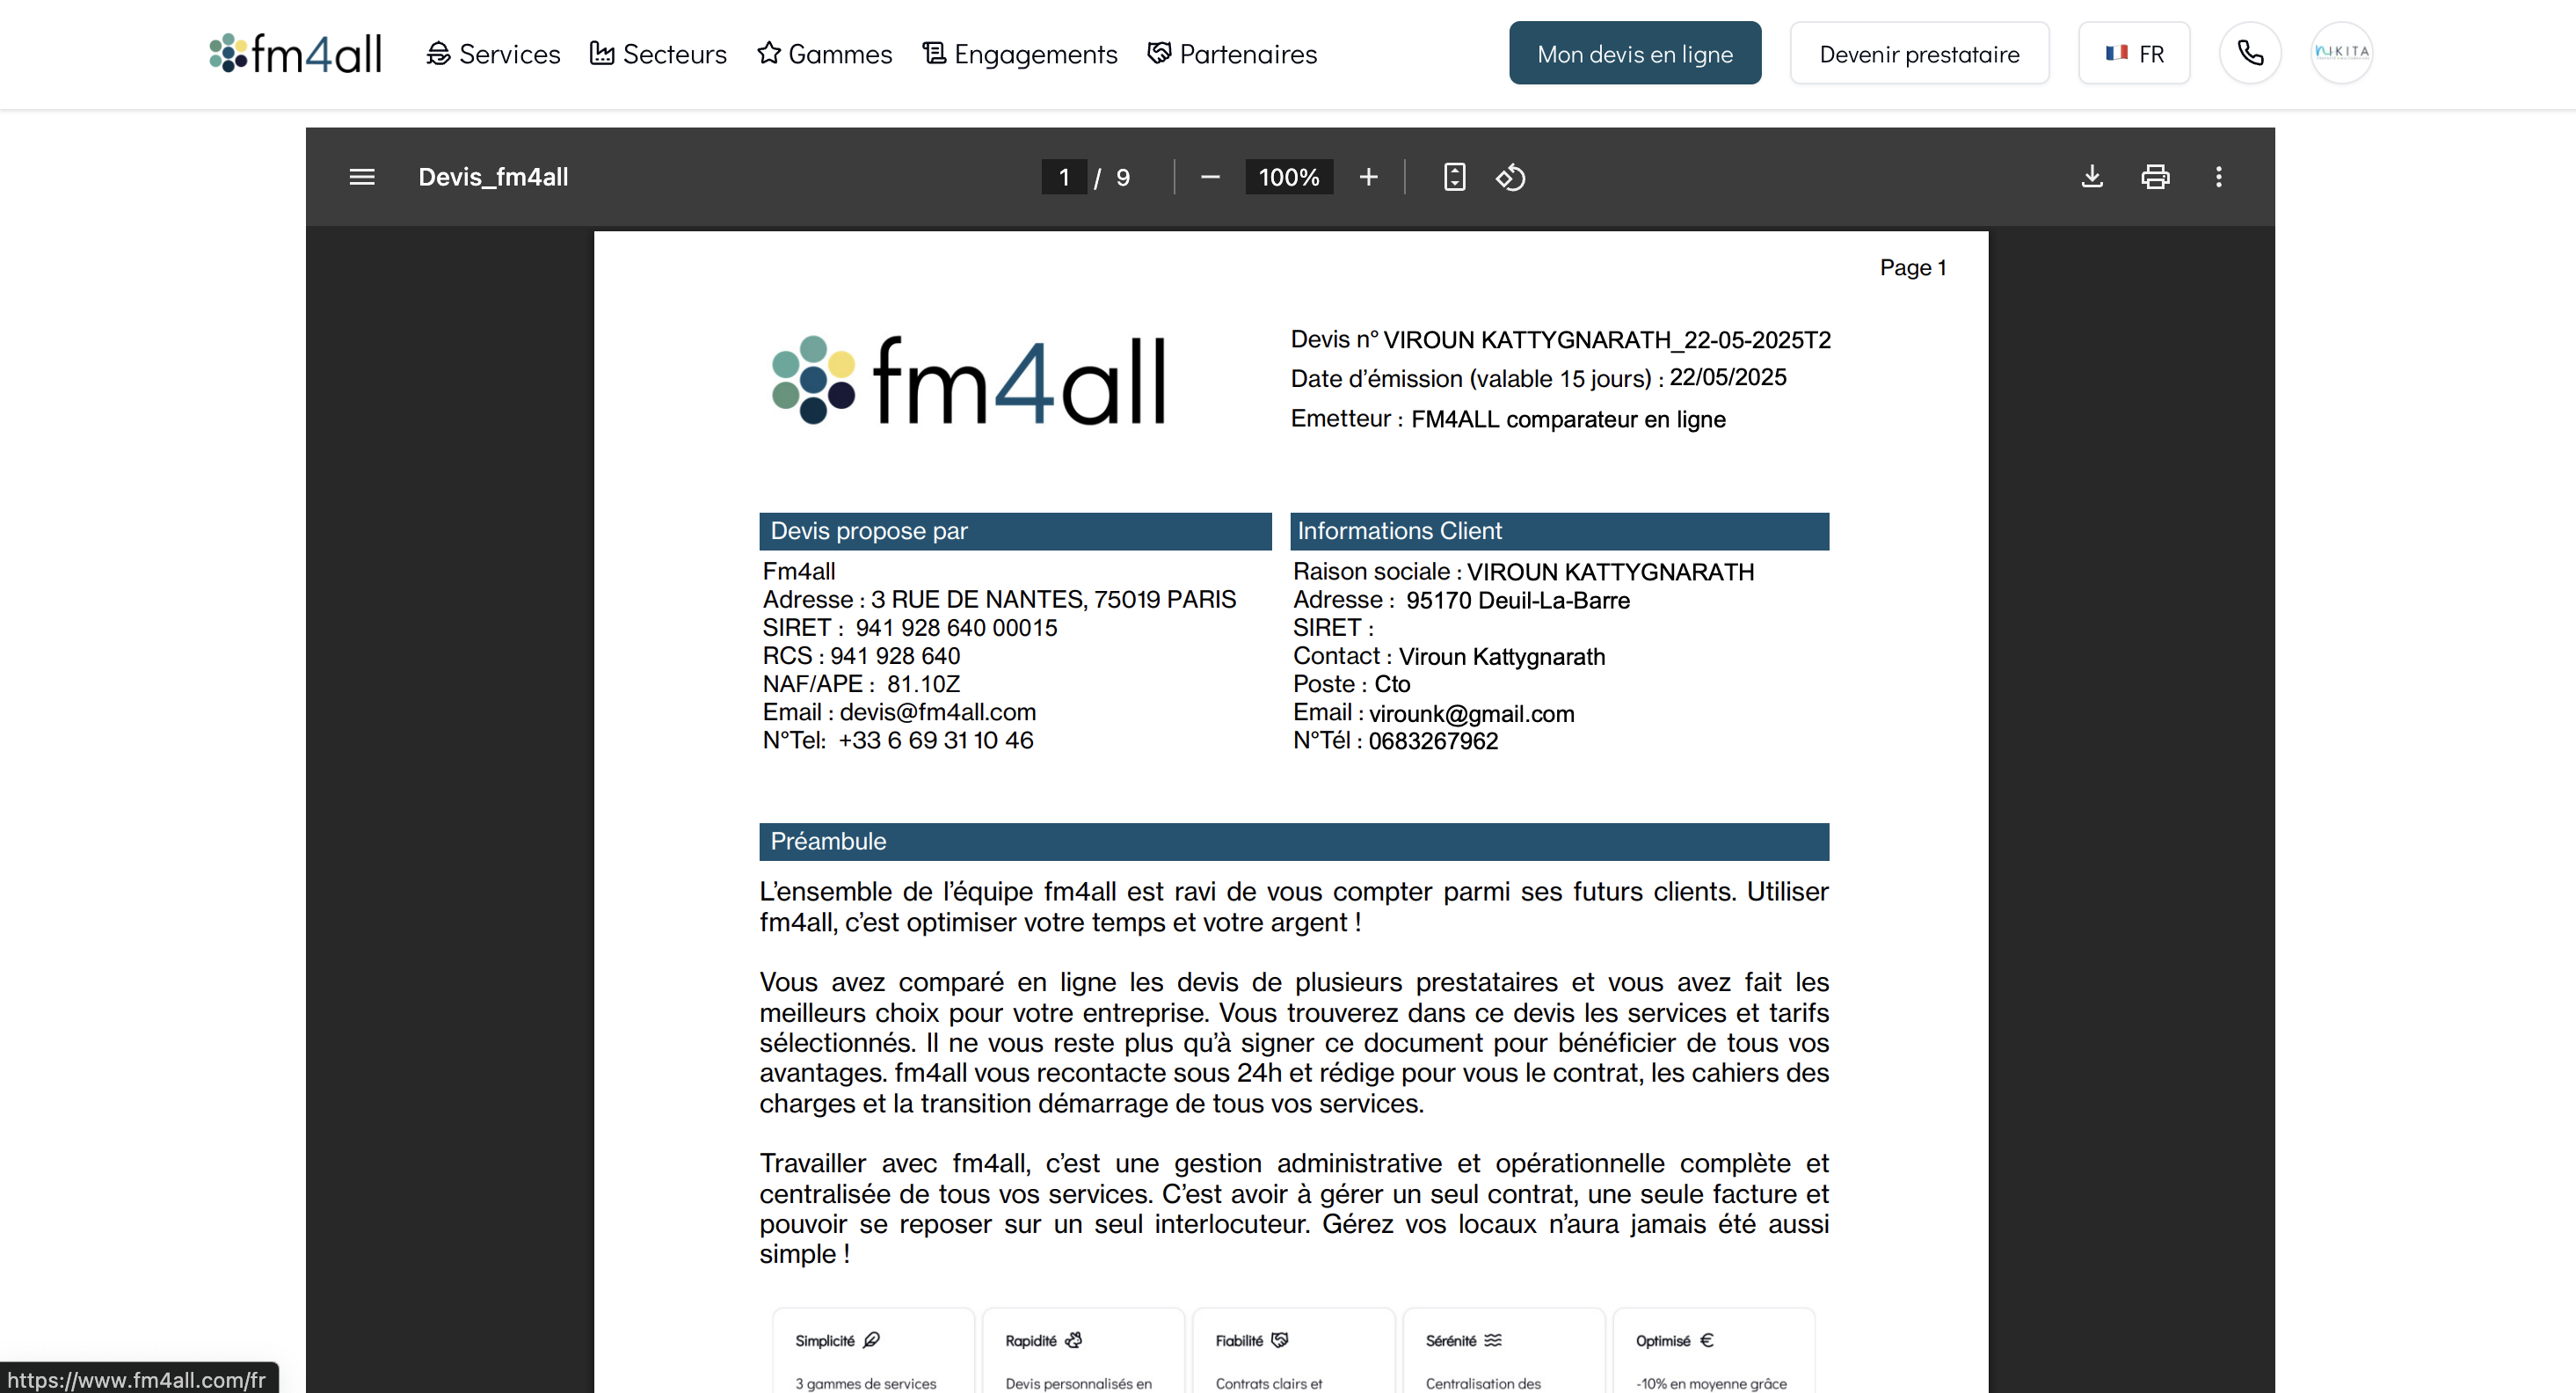 fm4all Services Secteurs Gammes Engagements Partenaires Mon devis en ligne Devenir prestataire FR NIKITA
Devis_fm4all 1 / 9 100%
Page 1
fm4all
Devis n° VIROUN KATTYGNARATH_22-05-2025T2
Date d’émission (valable 15 jours) : 22/05/2025
Emetteur : FM4ALL comparateur en ligne
Devis propose par
Fm4all
Adresse : 3 RUE DE NANTES, 75019 PARIS
SIRET : 941 928 640 00015
RCS : 941 928 640
NAF/APE : 81.10Z
Email : devis@fm4all.com
N°Tel: +33 6 69 31 10 46
Informations Client
Raison sociale : VIROUN KATTYGNARATH
Adresse : 95170 Deuil-La-Barre
SIRET :
Contact : Viroun Kattygnarath
Poste : Cto
Email : virounk@gmail.com
N°Tél : 0683267962
Préambule
L’ensemble de l’équipe fm4all est ravi de vous compter parmi ses futurs clients. Utiliser
fm4all, c’est optimiser votre temps et votre argent !
Vous avez comparé en ligne les devis de plusieurs prestataires et vous avez fait les
meilleurs choix pour votre entreprise. Vous trouverez dans ce devis les services et tarifs
sélectionnés. Il ne vous reste plus qu’à signer ce document pour bénéficier de tous vos
avantages. fm4all vous recontacte sous 24h et rédige pour vous le contrat, les cahiers des
charges et la transition démarrage de tous vos services.
Travailler avec fm4all, c’est une gestion administrative et opérationnelle complète et
centralisée de tous vos services. C’est avoir à gérer un seul contrat, une seule facture et
pouvoir se reposer sur un seul interlocuteur. Gérez vos locaux n’aura jamais été aussi
simple !
Simplicité
3 gammes de services
Rapidité
Devis personnalisés en
Fiabilité
Contrats clairs et
Sérénité
Centralisation des
Optimisé €
-10% en moyenne grâce
https://www.fm4all.com/fr